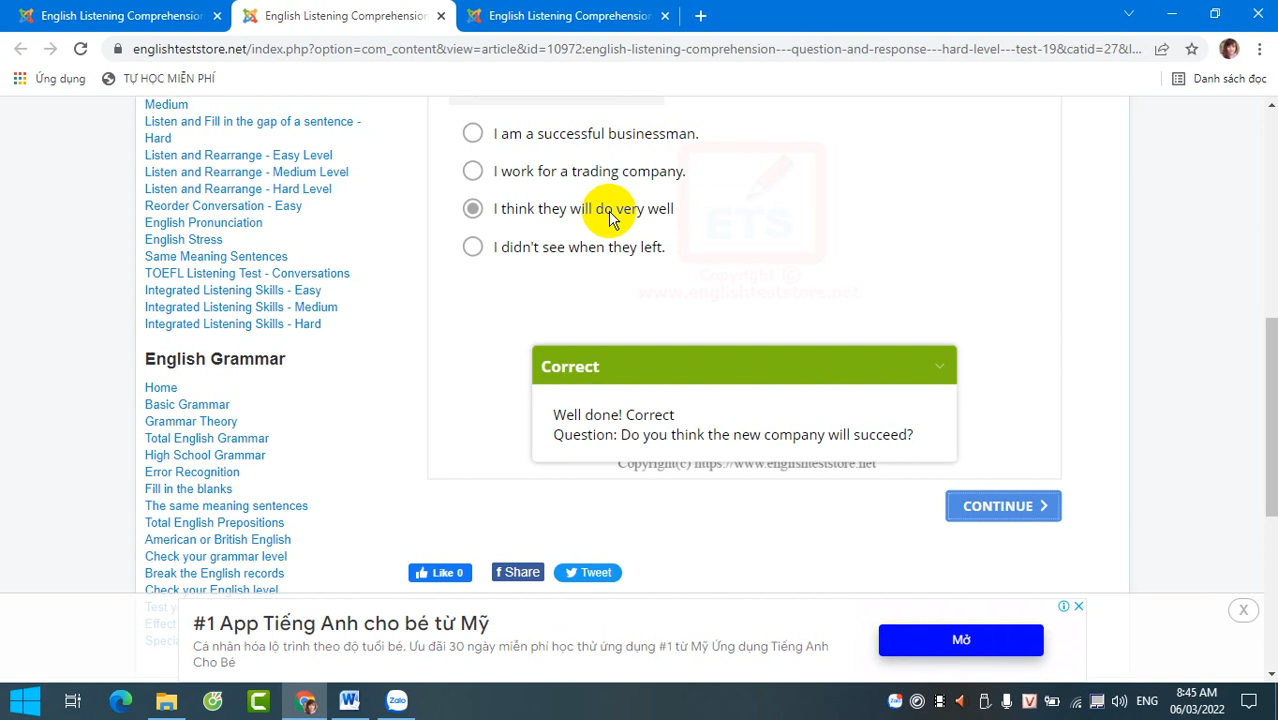 English Listening Comprehension
English Listening Comprehension
English Listening Comprehension
englishteststore.net/index.php?option=com_content&view=article&id=10972:english-listening-comprehension---question-and-response---hard-level---test-19&catid=27&I...
Ứng dụng
TỰ HỌC MIỄN PHÍ
Danh sách đọc
Medium
Listen and Fill in the gap of a sentence -
Hard
Listen and Rearrange - Easy Level
Listen and Rearrange - Medium Level
Listen and Rearrange - Hard Level
Reorder Conversation - Easy
English Pronunciation
English Stress
Same Meaning Sentences
TOEFL Listening Test - Conversations
Integrated Listening Skills - Easy
Integrated Listening Skills - Medium
Integrated Listening Skills - Hard
English Grammar
Home
Basic Grammar
Grammar Theory
Total English Grammar
High School Grammar
Error Recognition
Fill in the blanks
The same meaning sentences
Total English Prepositions
American or British English
Check your grammar level
Break the English records
Check your English level
I am a successful businessman.
I work for a trading company.
I think they will do very well
I didn't see when they left.
ETS
Copyright ©
www.englishteststore.net
Correct
Well done! Correct
Question: Do you think the new company will succeed?
Copyright(c) https://www.englishteststore.net
CONTINUE
Like 0
Share
Tweet
#1 App Tiếng Anh cho bé từ Mỹ
Cá nhân hóa lộ trình theo độ tuổi bé. Ưu đãi 30 ngày miễn phí học thử ứng dụng #1 từ Mỹ Ứng dụng Tiếng Anh
Cho Bé
Mở
X
Zalo
ENG
8:45 AM
06/03/2022